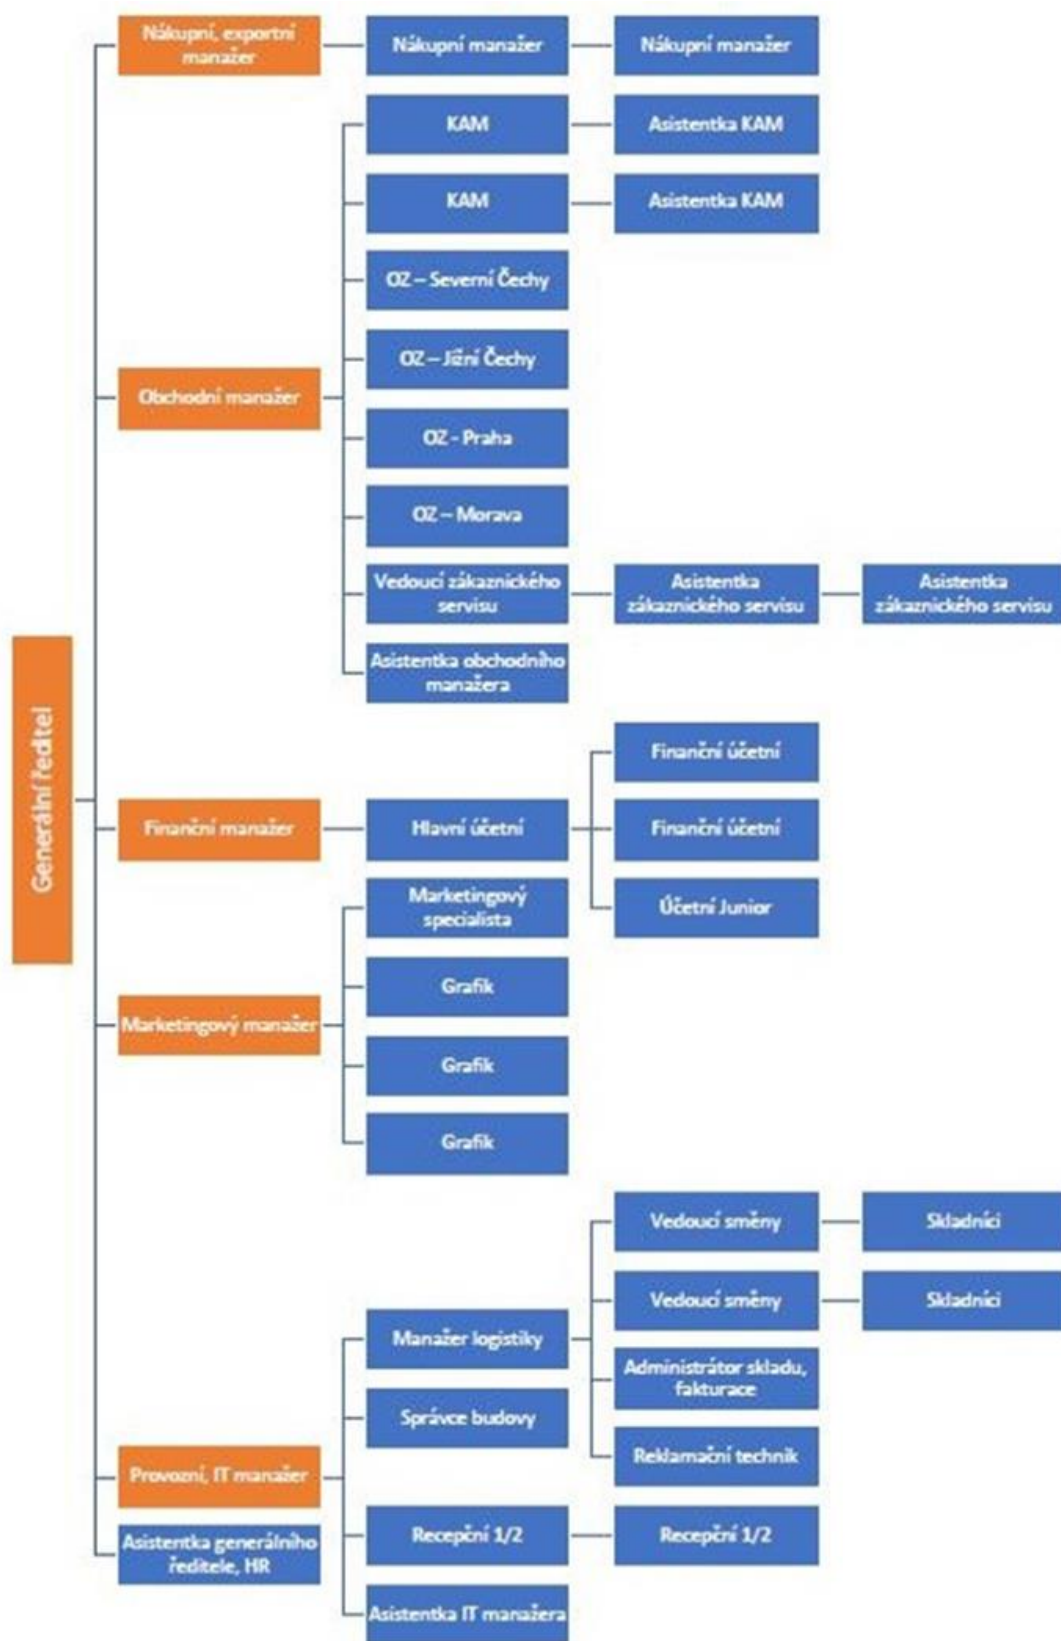 Nákupní, exportní
manažer
Nákupní manažer
Nákupní manažer
KAM
Asistentka KAM
KAM
Asistentka KAM
OZ – Severní Čechy
OZ – Jižní Čechy
Obchodní manažer
OZ - Praha
OZ – Morava
Vedoucí zákaznického
servisu
Asistentka
zákaznického servisu
Asistentka
zákaznického servisu
Asistentka obchodního
manažera
Generální ředitel
Finanční účetní
Finanční manažer
Hlavní účetní
Finanční účetní
Marketingový
specialista
Účetní Junior
Grafik
Marketingový manažer
Grafik
Grafik
Vedoucí směny
Skladníci
Vedoucí směny
Skladníci
Manažer logistiky
Administrátor skladu,
fakturace
Správce budovy
Reklamační technik
Provozní, IT manažer
Asistentka generálního
ředitele, HR
Recepční 1/2
Recepční 1/2
Asistentka IT manažera